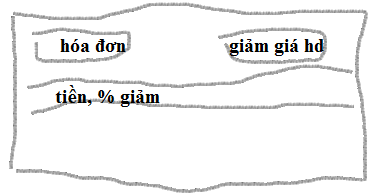 hóa đơn giảm giá hd
tiền, % giảm